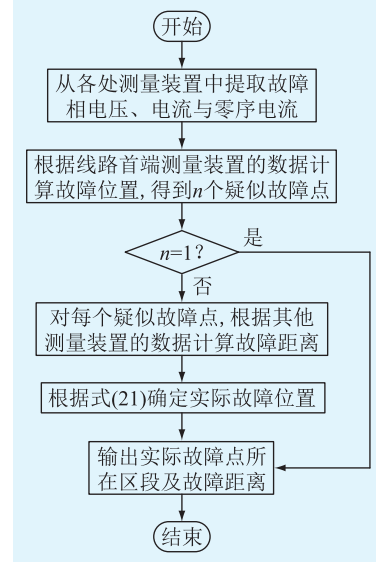 开始
从各处测量装置中提取故障
相电压、电流与零序电流
根据线路首端测量装置的数据计
算故障位置,得到n个疑似故障点
n=1?
是
否
对每个疑似故障点,根据其他
测量装置的数据计算故障距离
根据式(21)确定实际故障位置
输出实际故障点所
在区段及故障距离
结束